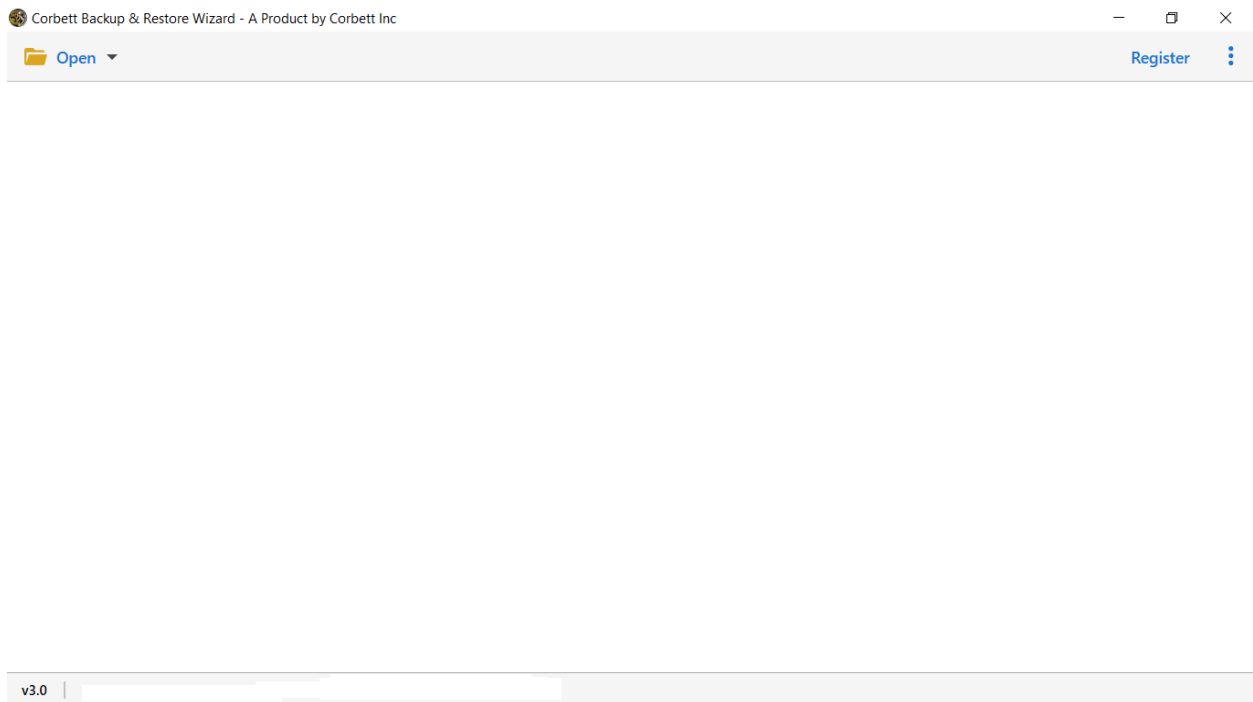 Corbett Backup & Restore Wizard - A Product by Corbett Inc
Open
Register
v3.0